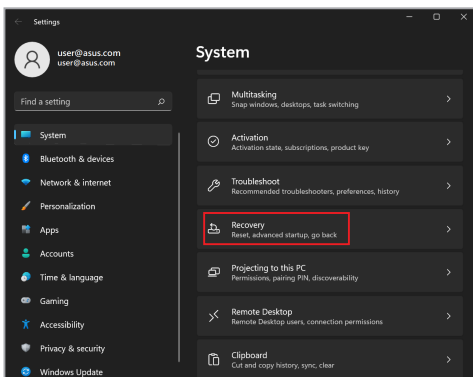 Settings
user@asus.com
user@asus.com
Find a setting
System
Bluetooth & devices
Network & internet
Personalization
Apps
Accounts
Time & language
Gaming
Accessibility
Privacy & security
Windows Update
System
Multitasking
Snap windows, desktops, task switching
Activation
Activation state, subscriptions, product key
Troubleshoot
Recommended troubleshooters, preferences, history
Recovery
Reset, advanced startup, go back
Projecting to this PC
Permissions, pairing PIN, discoverability
Remote Desktop
Remote Desktop users, connection permissions
Clipboard
Cut and copy history, sync, clear